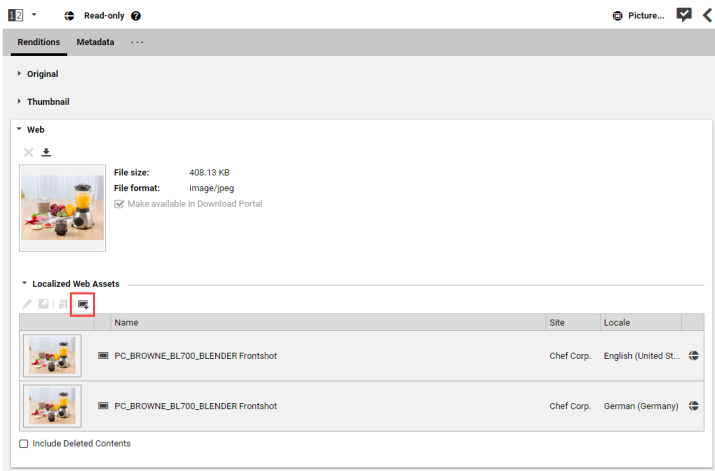 12 Read-only Picture...
Renditions Metadata ...
Original
Thumbnail
Web
File size: 408.13 KB
File format: image/jpeg
Make available in Download Portal
Localized Web Assets
Name Site Locale
PC_BROWNE_BL700_BLENDER Frontshot Chef Corp. English (United St...
PC_BROWNE_BL700_BLENDER Frontshot Chef Corp. German (Germany)
Include Deleted Contents